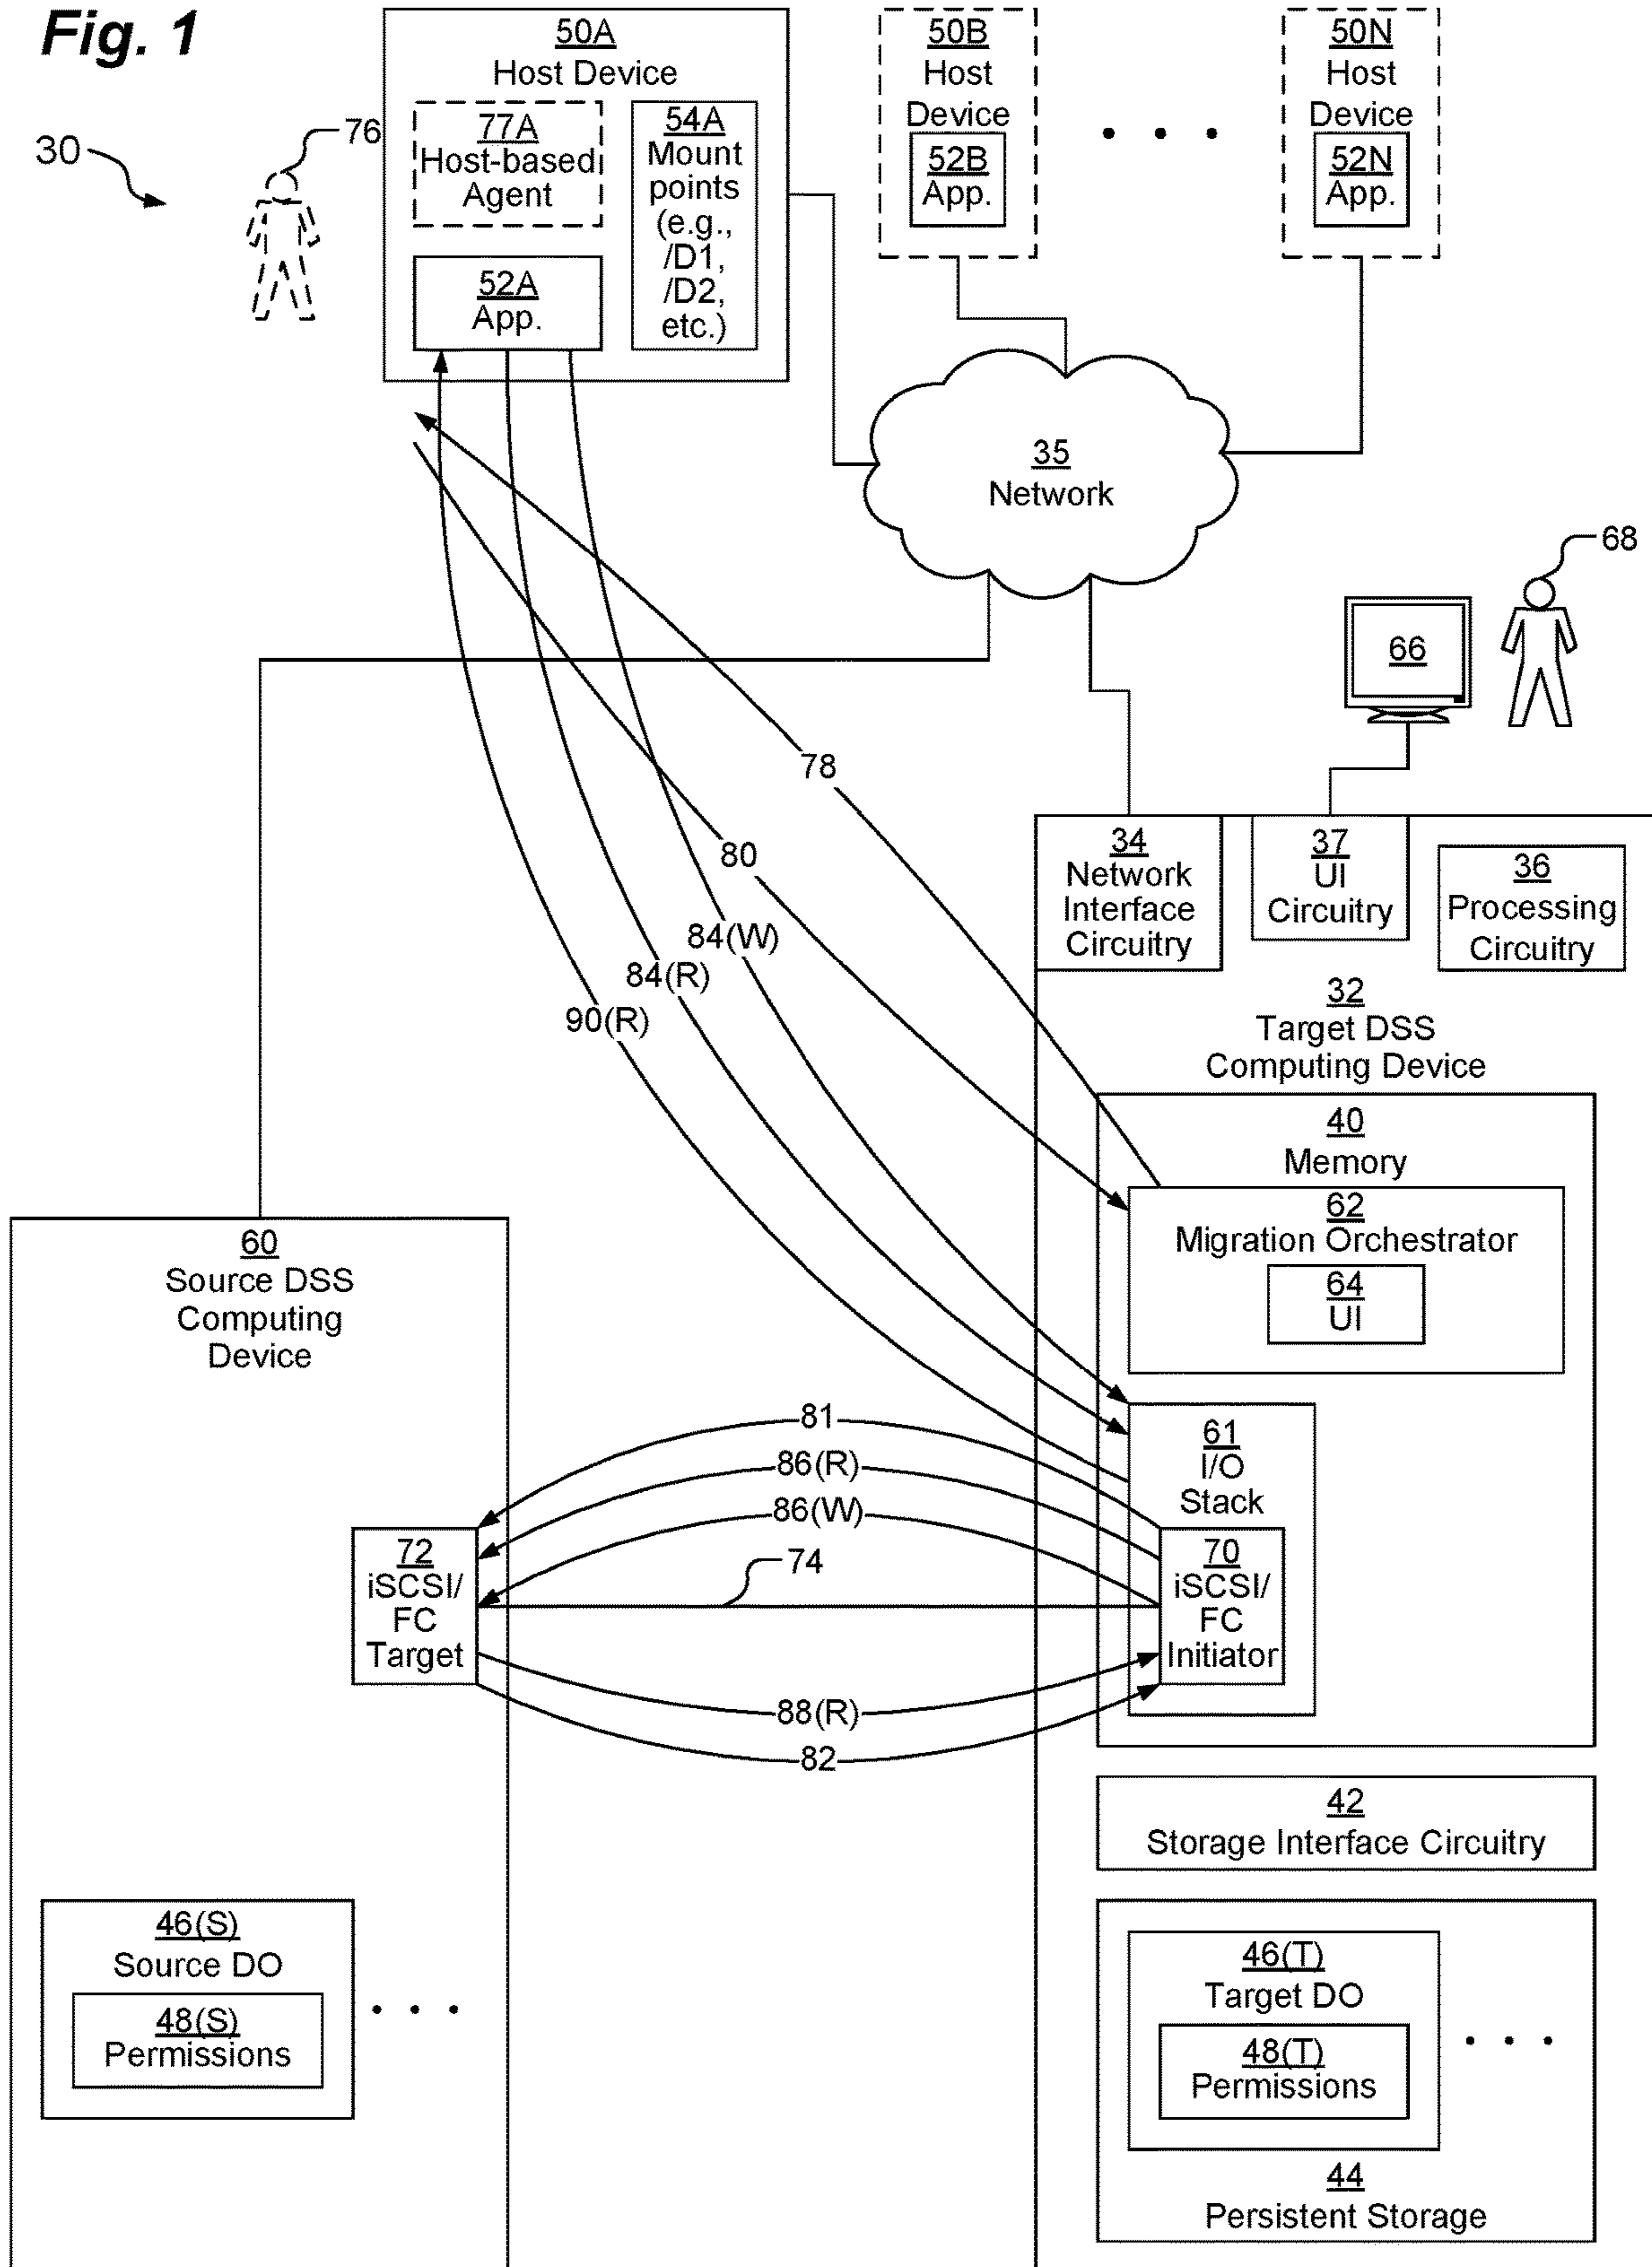 Fig. 1
30
76
50A
Host Device
77A
Host-based
Agent
54A
Mount
points
(e.g.,
/D1,
/D2,
etc.)
52A
App.
50B
Host
Device
52B
App.
50N
Host
Device
52N
App.
35
Network
68
66
78
80
84(W)
84(R)
90(R)
34
Network
Interface
Circuitry
37
UI
Circuitry
36
Processing
Circuitry
32
Target DSS
Computing Device
40
Memory
62
Migration Orchestrator
64
UI
60
Source DSS
Computing
Device
81
86(R)
86(W)
74
88(R)
82
61
I/O
Stack
72
iSCSI/
FC
Target
70
iSCSI/
FC
Initiator
42
Storage Interface Circuitry
46(S)
Source DO
48(S)
Permissions
46(T)
Target DO
48(T)
Permissions
44
Persistent Storage